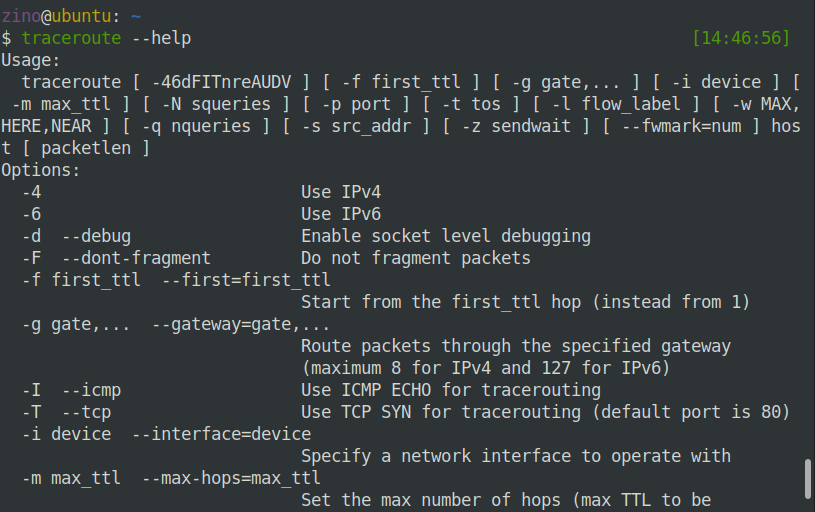 zino@ubuntu: ~
$ traceroute --help [14:46:56]
Usage:
  traceroute [ -46dFITnreAUDV ] [ -f first_ttl ] [ -g gate,... ] [ -i device ] [
 -m max_ttl ] [ -N squeries ] [ -p port ] [ -t tos ] [ -l flow_label ] [ -w MAX,
HERE,NEAR ] [ -q nqueries ] [ -s src_addr ] [ -z sendwait ] [ --fwmark=num ] hos
t [ packetlen ]
Options:
  -4                          Use IPv4
  -6                          Use IPv6
  -d  --debug                 Enable socket level debugging
  -F  --dont-fragment         Do not fragment packets
  -f first_ttl  --first=first_ttl
                              Start from the first_ttl hop (instead from 1)
  -g gate,...  --gateway=gate,...
                              Route packets through the specified gateway
                              (maximum 8 for IPv4 and 127 for IPv6)
  -I  --icmp                  Use ICMP ECHO for tracerouting
  -T  --tcp                   Use TCP SYN for tracerouting (default port is 80)
  -i device  --interface=device
                              Specify a network interface to operate with
  -m max_ttl  --max-hops=max_ttl
                              Set the max number of hops (max TTL to be